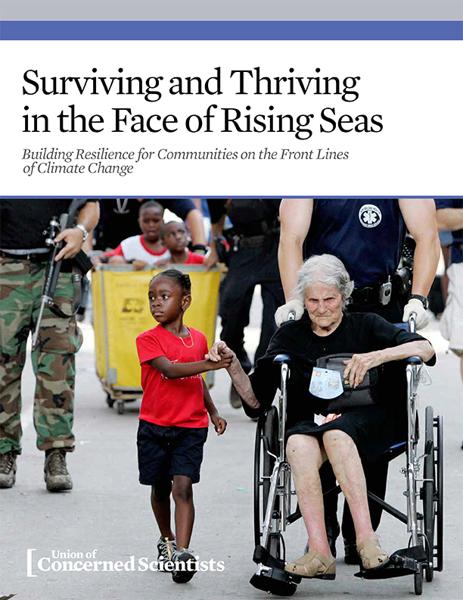 Surviving and Thriving
in the Face of Rising Seas
Building Resilience for Communities on the Front Lines
of Climate Change
[Union of
Concerned Scientists